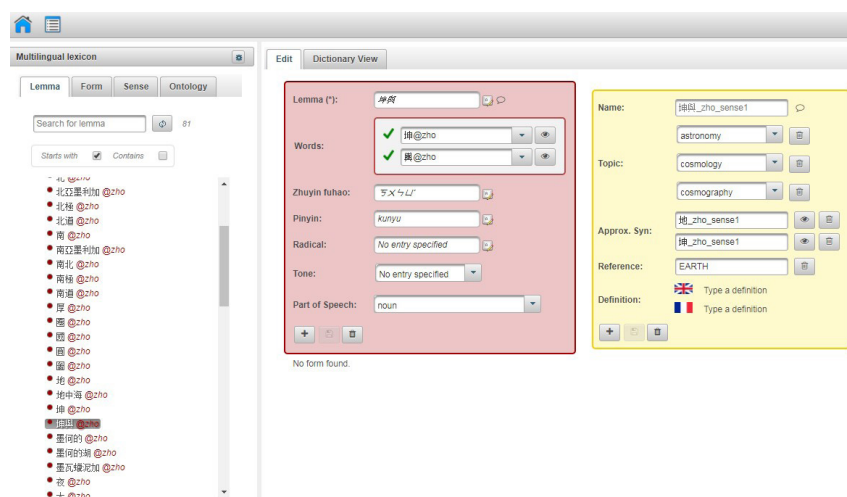 Multilingual lexicon
Lemma
Form
Sense
Ontology
Search for lemma
81
Starts with
Contains
北亞墨利加 @zho
北極 @zho
北道 @zho
南 @zho
南亞墨利加 @zho
南北 @zho
南極 @zho
南道 @zho
厚 @zho
圈 @zho
國 @zho
圓 @zho
圖 @zho
地 @zho
地中海 @zho
坤 @zho
坤輿 @zho
墨何的 @zho
墨何的湖 @zho
墨瓦蠟泥加 @zho
夜 @zho
大 @zho
Edit
Dictionary View
Lemma (*):
坤輿
Words:
坤@zho
輿@zho
Zhuyin fuhao:
ㄎㄨㄣㄩˊ
Pinyin:
kunyu
Radical:
No entry specified
Tone:
No entry specified
Part of Speech:
noun
No form found.
Name:
坤輿_zho_sense1
Topic:
astronomy
cosmology
cosmography
Approx. Syn:
地_zho_sense1
坤_zho_sense1
Reference:
EARTH
Definition:
Type a definition
Type a definition